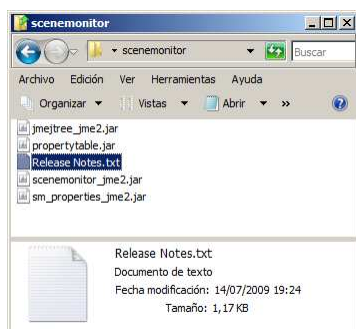 scenemonitor
scenemonitor
Buscar
Archivo Edición Ver Herramientas Ayuda
Organizar Vistas Abrir »
jmejtree_jme2.jar
propertytable.jar
Release Notes.txt
scenemonitor_jme2.jar
sm_properties_jme2.jar
Release Notes.txt
Documento de texto
Fecha modificación: 14/07/2009 19:24
Tamaño: 1,17 KB